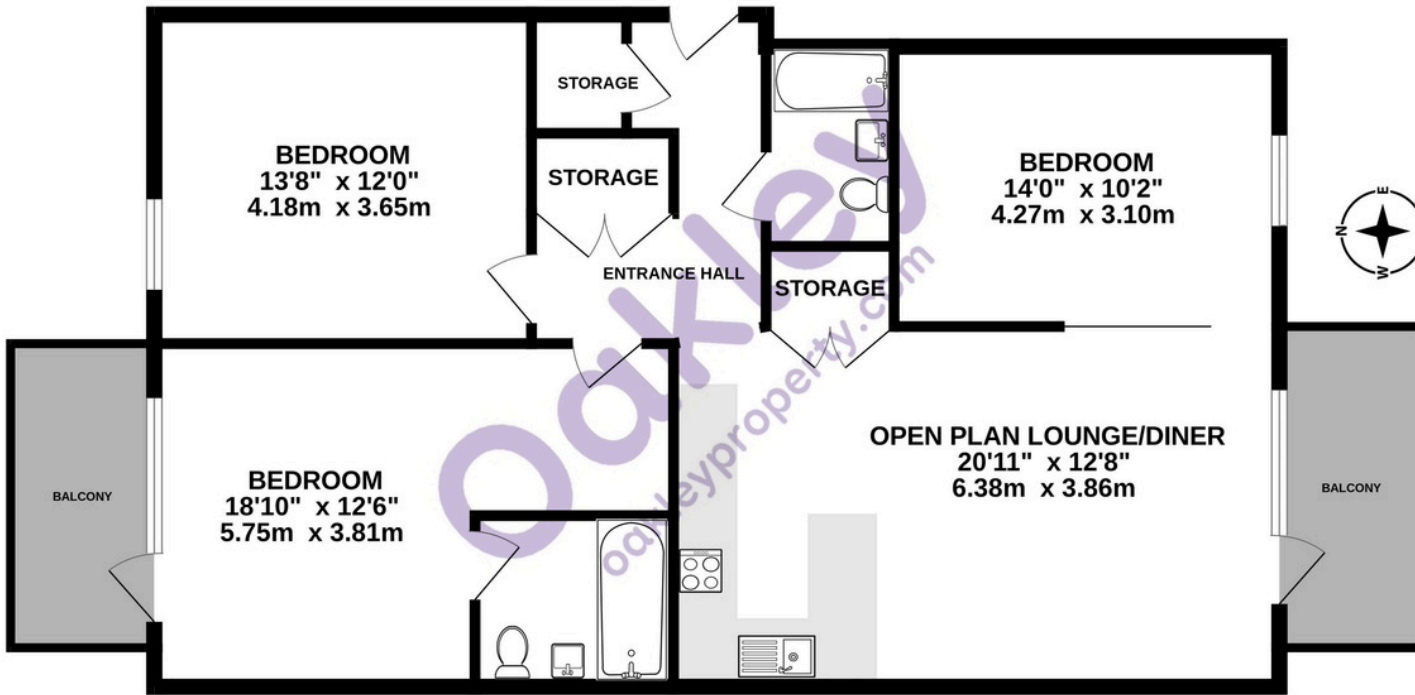 STORAGE
BEDROOM
13'8" x 12'0"
4.18m x 3.65m
STORAGE
BEDROOM
14'0" x 10'2"
4.27m x 3.10m
N
E
W
ENTRANCE HALL
STORAGE
BALCONY
BEDROOM
18'10" x 12'6"
5.75m x 3.81m
OPEN PLAN LOUNGE/DINER
20'11" x 12'8"
6.38m x 3.86m
BALCONY
Oakley
oakleyproperty.com